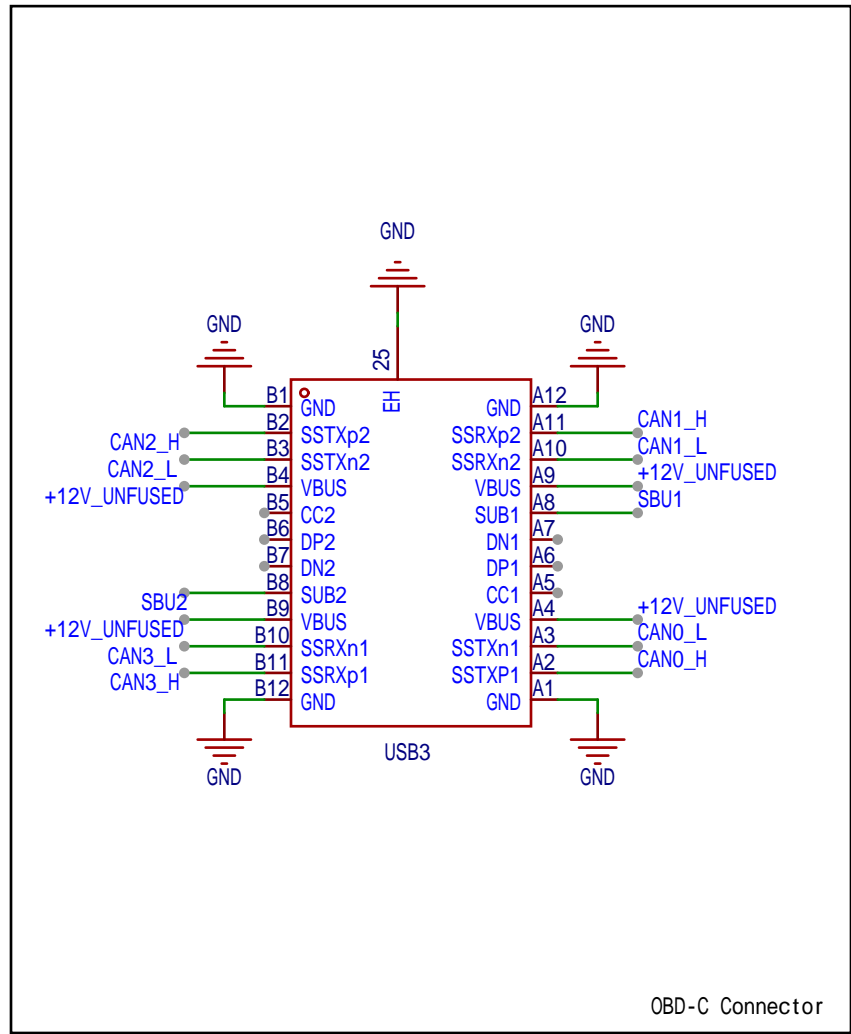 GND
GND
GND
25
EH
B1
GND
GND
A12
B2
SSTXp2
SSRXp2
A11
CAN1_H
CAN2_H
B3
SSTXn2
SSRXn2
A10
CAN1_L
CAN2_L
B4
VBUS
VBUS
A9
+12V_UNFUSED
+12V_UNFUSED
B5
CC2
SUB1
A8
SBU1
B6
DP2
DN1
A7
B7
DN2
DP1
A6
B8
SUB2
CC1
A5
SBU2
B9
VBUS
VBUS
A4
+12V_UNFUSED
+12V_UNFUSED
B10
SSRXn1
SSTXn1
A3
CAN0_L
CAN3_L
B11
SSRXp1
SSTXP1
A2
CAN0_H
CAN3_H
B12
GND
GND
A1
USB3
GND
GND
OBD-C Connector